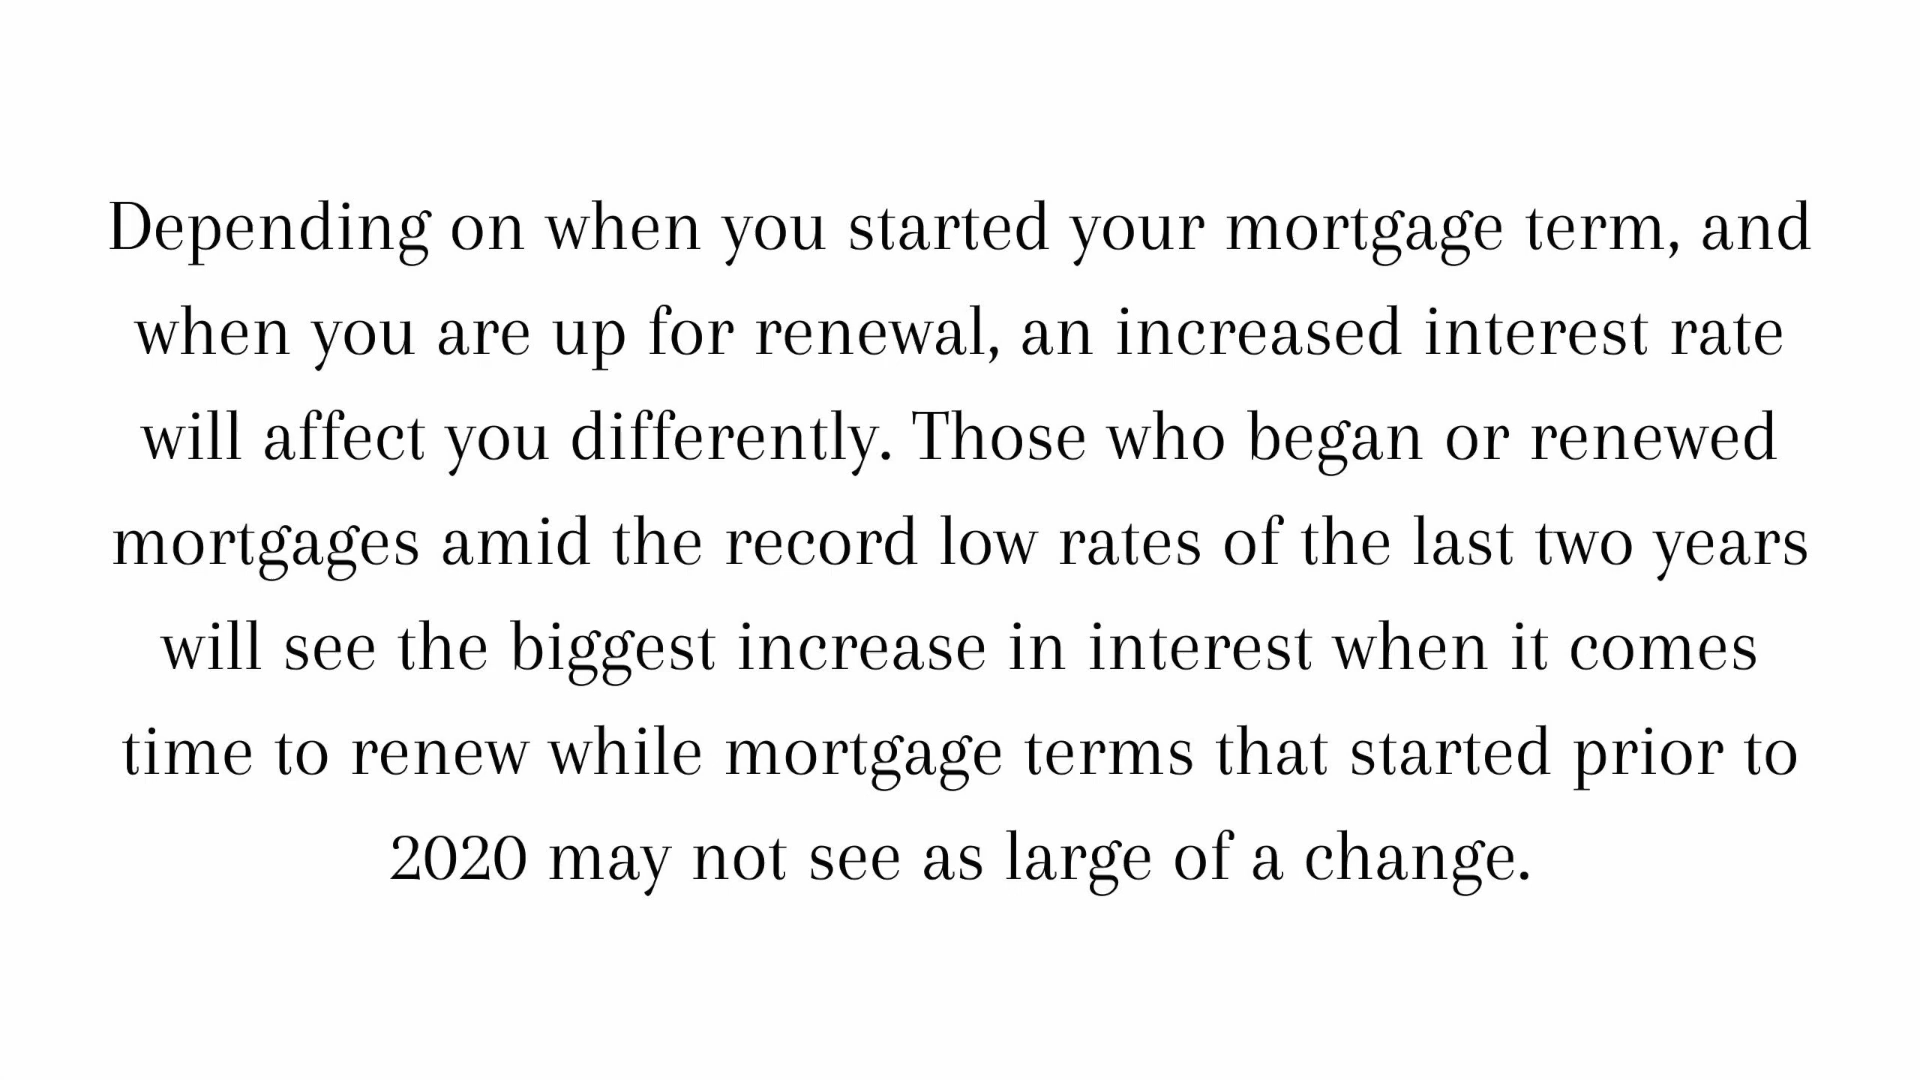 Depending on when you started your mortgage term, and
when you are up for renewal, an increased interest rate
will affect you differently. Those who began or renewed
mortgages amid the record low rates of the last two years
will see the biggest increase in interest when it comes
time to renew while mortgage terms that started prior to
2020 may not see as large of a change.